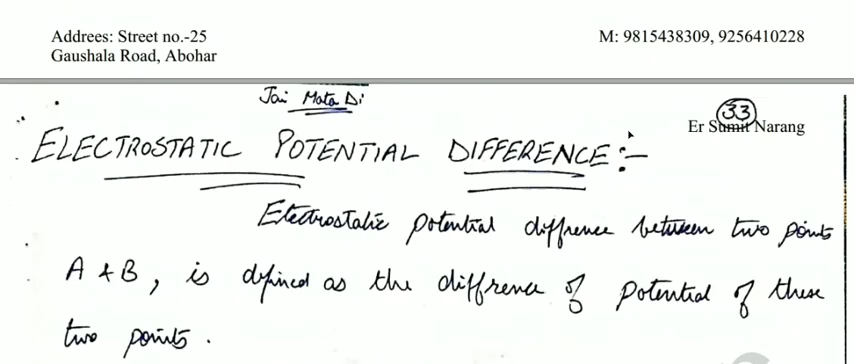 Addrees: Street no.-25
M: 9815438309, 9256410228
Gaushala Road, Abohar
Jai Mata Di
33
Er Sumit Narang
ELECTROSTATIC POTENTIAL DIFFERENCE :-
Electrostatic potential diffrence between two points
A & B, is defined as the diffrence of Potential of these
two points.